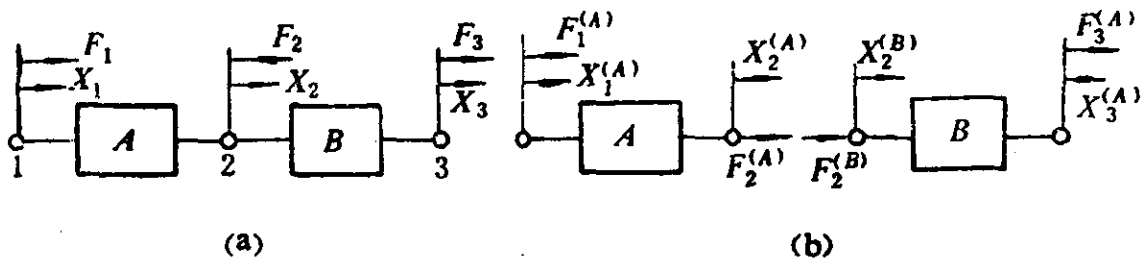 F₁
X₁
F₂
X₂
F₃
X₃
A
B
1
2
3
(a)
F₁⁽ᴬ⁾
X₁⁽ᴬ⁾
X₂⁽ᴬ⁾
X₂⁽ᴮ⁾
F₃⁽ᴬ⁾
X₃⁽ᴬ⁾
A
B
F₂⁽ᴬ⁾
F₂⁽ᴮ⁾
(b)